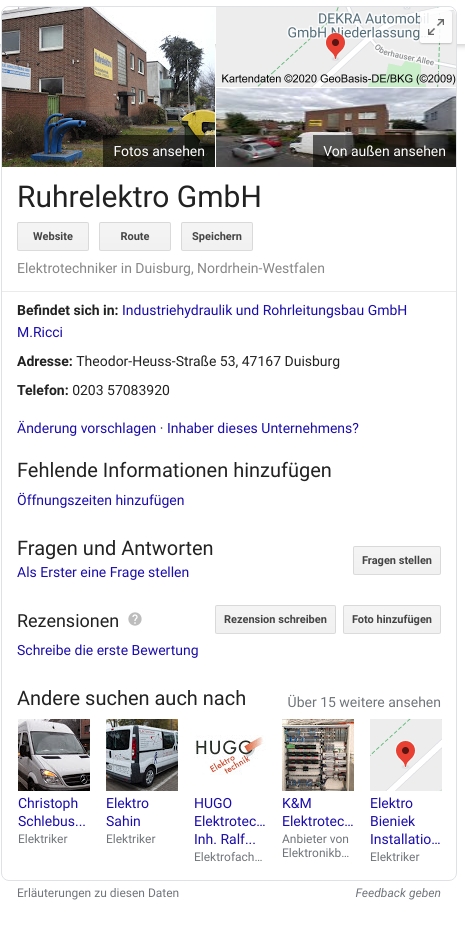 DEKRA Automobil
GmbH Niederlassung
Oberhauser Allee
Kartendaten ©2020 GeoBasis-DE/BKG (©2009)
Fotos ansehen
Von außen ansehen
Ruhrelektro GmbH
Website
Route
Speichern
Elektrotechniker in Duisburg, Nordrhein-Westfalen
Befindet sich in: Industriehydraulik und Rohrleitungsbau GmbH
M.Ricci
Adresse: Theodor-Heuss-Straße 53, 47167 Duisburg
Telefon: 0203 57083920
Änderung vorschlagen · Inhaber dieses Unternehmens?
Fehlende Informationen hinzufügen
Öffnungszeiten hinzufügen
Fragen und Antworten
Fragen stellen
Als Erster eine Frage stellen
Rezensionen
?
Rezension schreiben
Foto hinzufügen
Schreibe die erste Bewertung
Andere suchen auch nach
Über 15 weitere ansehen
HUGO
Elektro
technik
Christoph
Schlebus...
Elektriker
Elektro
Sahin
Elektriker
HUGO
Elektrotec...
Inh. Ralf...
Elektrofach...
K&M
Elektrotec...
Anbieter von
Elektronikb...
Elektro
Bieniek
Installatio...
Elektriker
Erläuterungen zu diesen Daten
Feedback geben